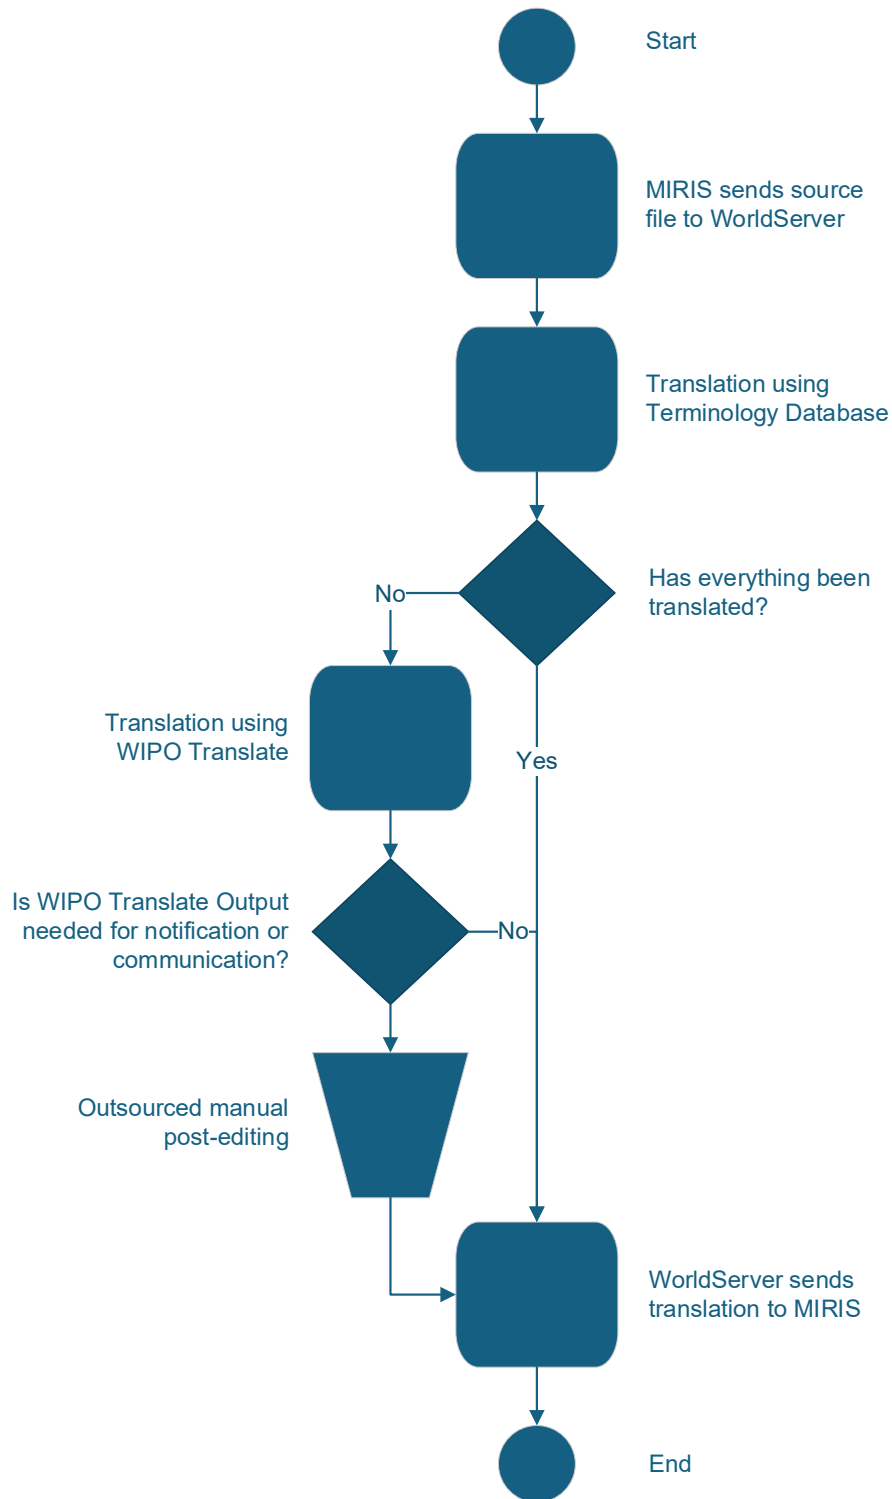 Start
MIRIS sends source
file to WorldServer
Translation using
Terminology Database
Has everything been
translated?
No
Translation using
WIPO Translate
Yes
Is WIPO Translate Output
needed for notification or
communication?
No
Outsourced manual
post-editing
WorldServer sends
translation to MIRIS
End